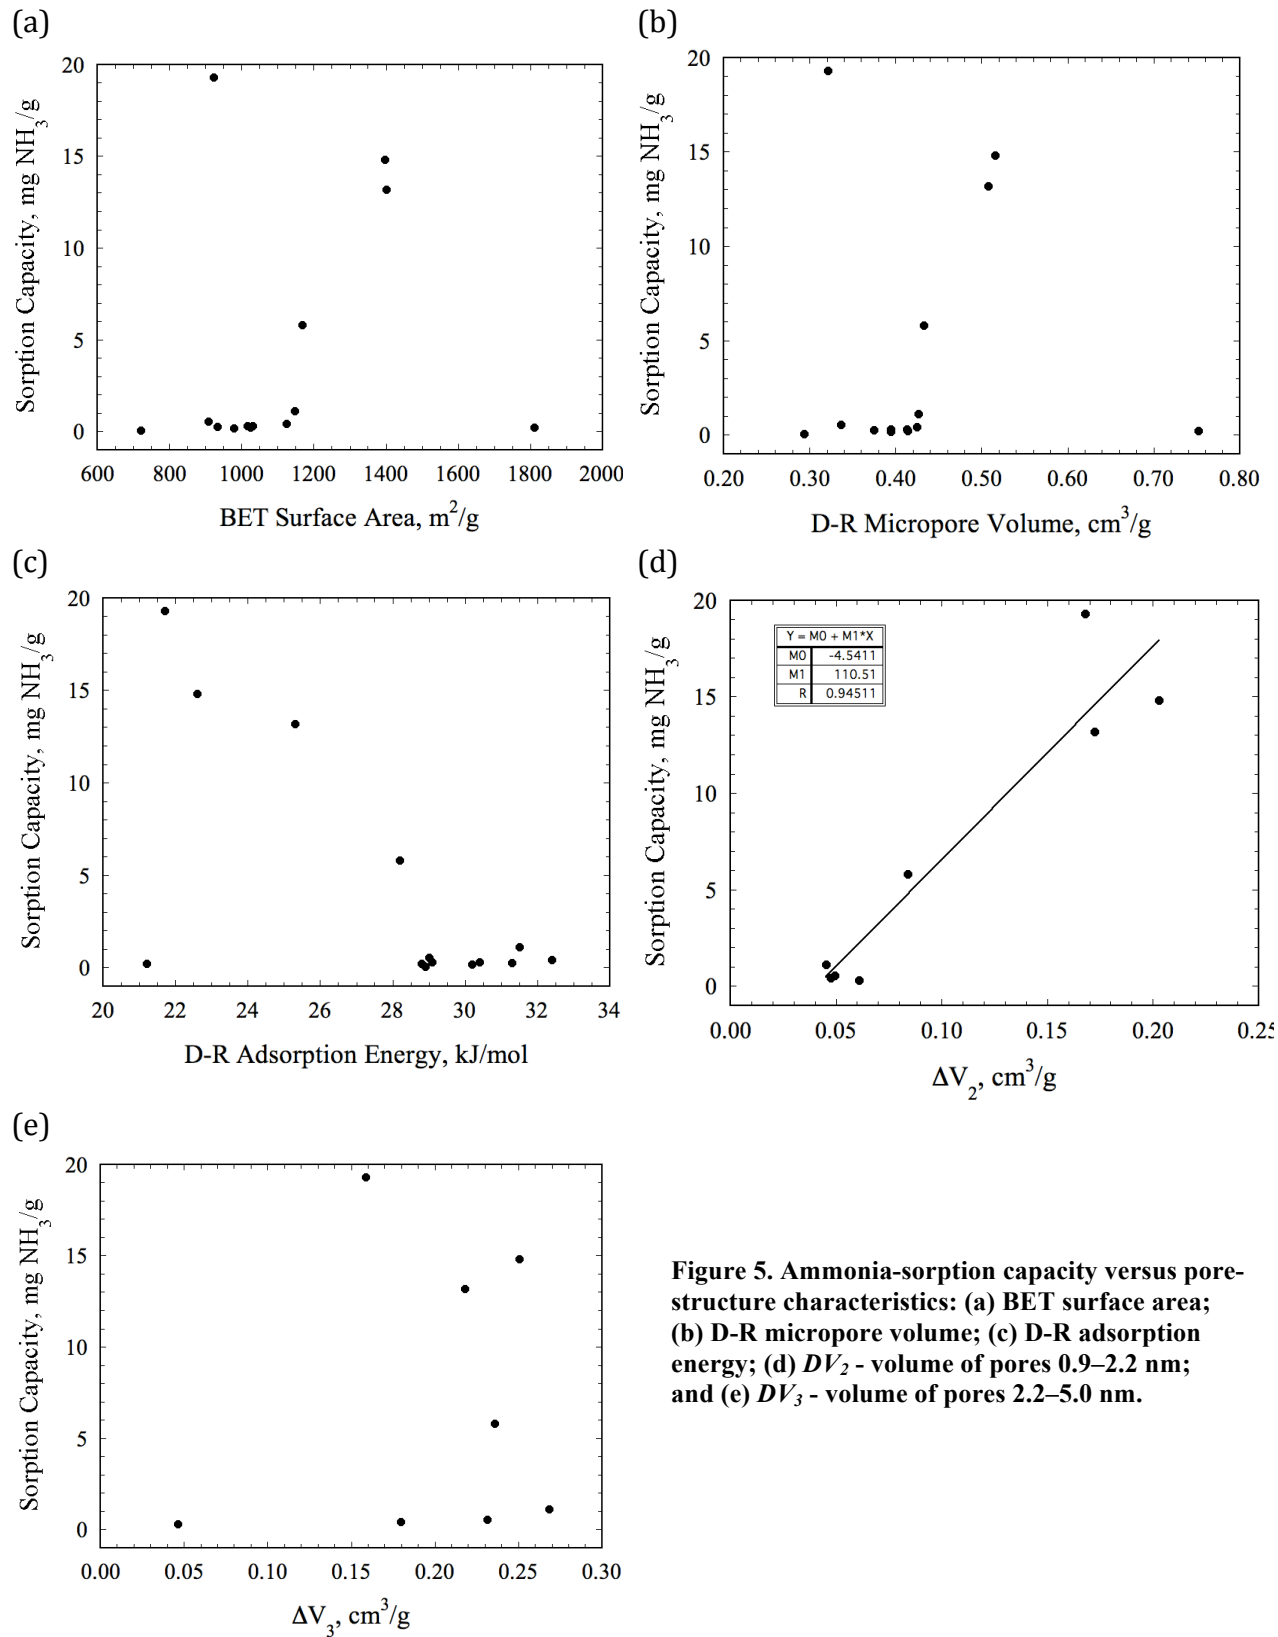 (a)
20
15
10
5
0
Sorption Capacity, mg NH3/g
600 800 1000 1200 1400 1600 1800 2000
BET Surface Area, m2/g
(b)
20
15
10
5
0
Sorption Capacity, mg NH3/g
0.20 0.30 0.40 0.50 0.60 0.70 0.80
D-R Micropore Volume, cm3/g
(c)
20
15
10
5
0
Sorption Capacity, mg NH3/g
20 22 24 26 28 30 32 34
D-R Adsorption Energy, kJ/mol
(d)
20
15
10
5
0
Sorption Capacity, mg NH3/g
Y = M0 + M1*X
M0 -4.5411
M1 110.51
R 0.94511
0.00 0.05 0.10 0.15 0.20 0.25
ΔV2, cm3/g
(e)
20
15
10
5
0
Sorption Capacity, mg NH3/g
0.00 0.05 0.10 0.15 0.20 0.25 0.30
ΔV3, cm3/g
Figure 5. Ammonia-sorption capacity versus pore-
structure characteristics: (a) BET surface area;
(b) D-R micropore volume; (c) D-R adsorption
energy; (d) DV2 - volume of pores 0.9–2.2 nm;
and (e) DV3 - volume of pores 2.2–5.0 nm.